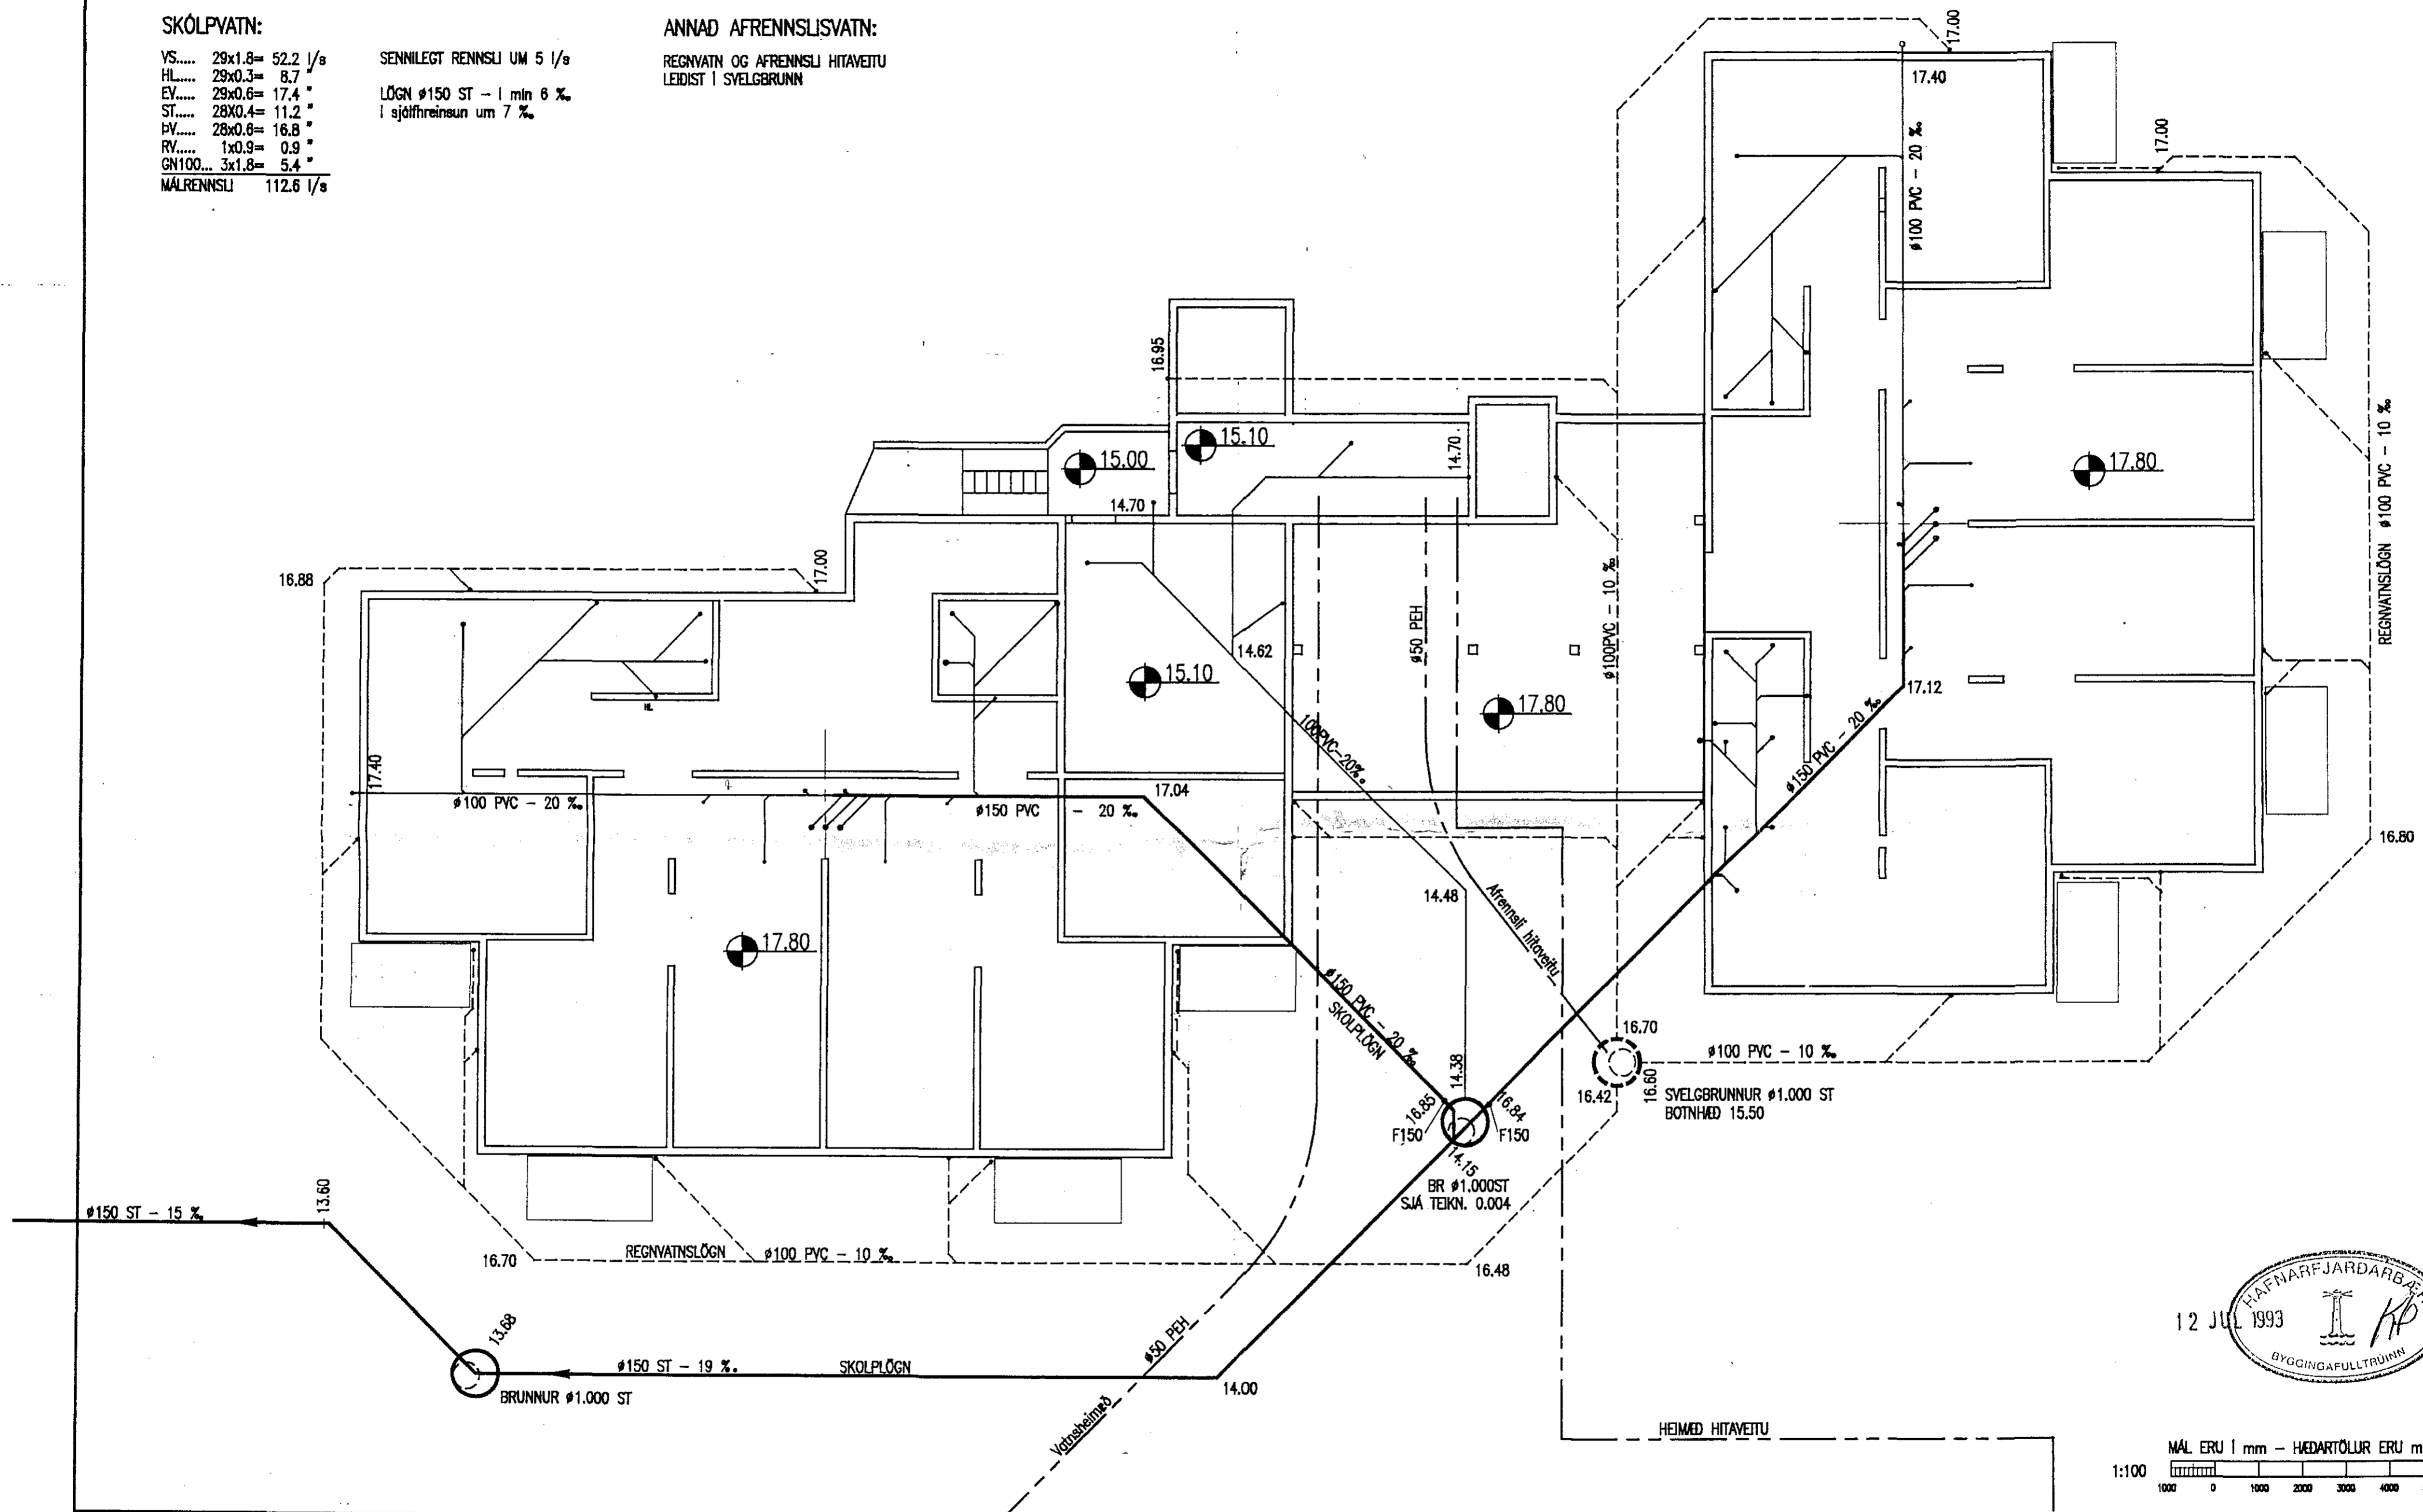 SKÓLPVATN:
VS..... 29x1.8= 52.2 l/s
HL..... 29x0.3= 8.7 "
EV..... 29x0.6= 17.4 "
ST..... 28X0.4= 11.2 "
ÞV..... 28x0.6= 16.8 "
RV..... 1x0.9= 0.9 "
GN100... 3x1.8= 5.4 "
MÁLRENNSLI 112.6 l/s
SENNILEGT RENNSLI UM 5 l/s
LÖGN ø150 ST - I min 6 ‰
I sjálfhreinsun um 7 ‰
ANNAÐ AFRENNSLISVATN:
REGNVATN OG AFRENNSLI HITAVEITU
LEIÐIST Í SVELGBRUNN
17.00
17.40
ø100 PVC - 20 ‰
17.00
16.95
15.10
15.00
14.70
14.70
17.80
REGNVATNSLÖGN ø100 PVC - 10 ‰
16.88
17.00
ø50 PEH
ø100PVC - 10 ‰
14.62
15.10
HL
17.80
17.12
100PVC-20‰
ø150 PVC - 20 ‰
17.40
ø100 PVC - 20 ‰
17.04
ø150 PVC - 20 ‰
16.80
14.48
Afrennsli hitaveitu
17.80
ø150 PVC - 20 ‰
SKOLPLÖGN
16.70
ø100 PVC - 10 ‰
14.38
16.42
16.60
SVELGBRUNNUR ø1.000 ST
BOTNHÆÐ 15.50
16.85
16.84
F150
F150
14.15
BR ø1.000ST
SJÁ TEIKN. 0.004
13.60
ø150 ST - 15 ‰
REGNVATNSLÖGN ø100 PVC - 10 ‰
16.70
16.48
13.68
ø50 PEH
ø150 ST - 19 ‰ SKOLPLÖGN
14.00
BRUNNUR ø1.000 ST
Vatnsheimæð
HEIMÆÐ HITAVEITU
HAFNARFJARÐARBÆR
12 JUL 1993
BYGGINGAFULLTRÚINN
MÁL ERU Í mm - HÆÐARTÖLUR ERU m
1:100
1000 0 1000 2000 3000 4000